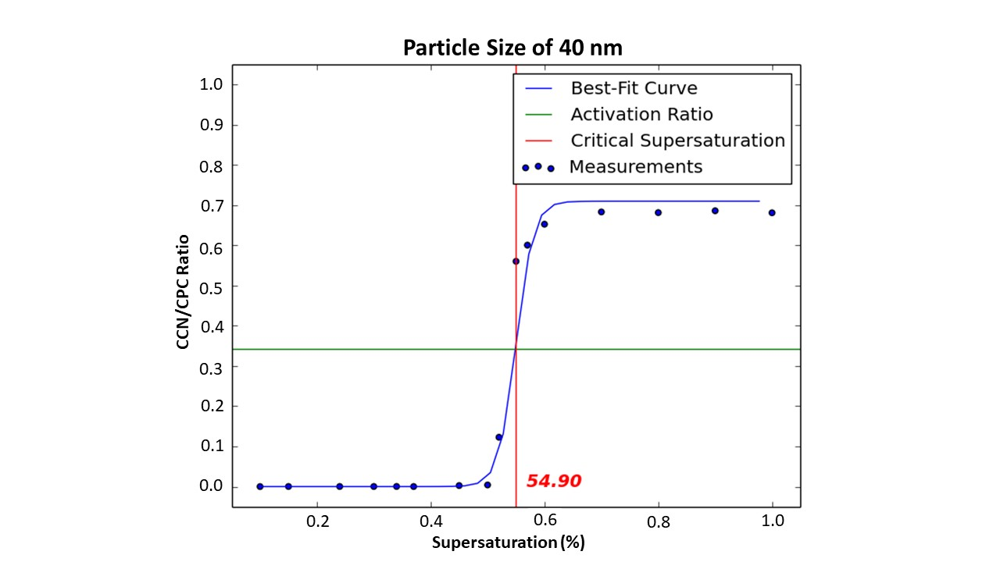 Particle Size of 40 nm
Best-Fit Curve
Activation Ratio
Critical Supersaturation
Measurements
1.0
0.9
0.8
0.7
0.6
0.5
0.4
0.3
0.2
0.1
0.0
CCN/CPC Ratio
54.90
0.2 0.4 0.6 0.8 1.0
Supersaturation (%)